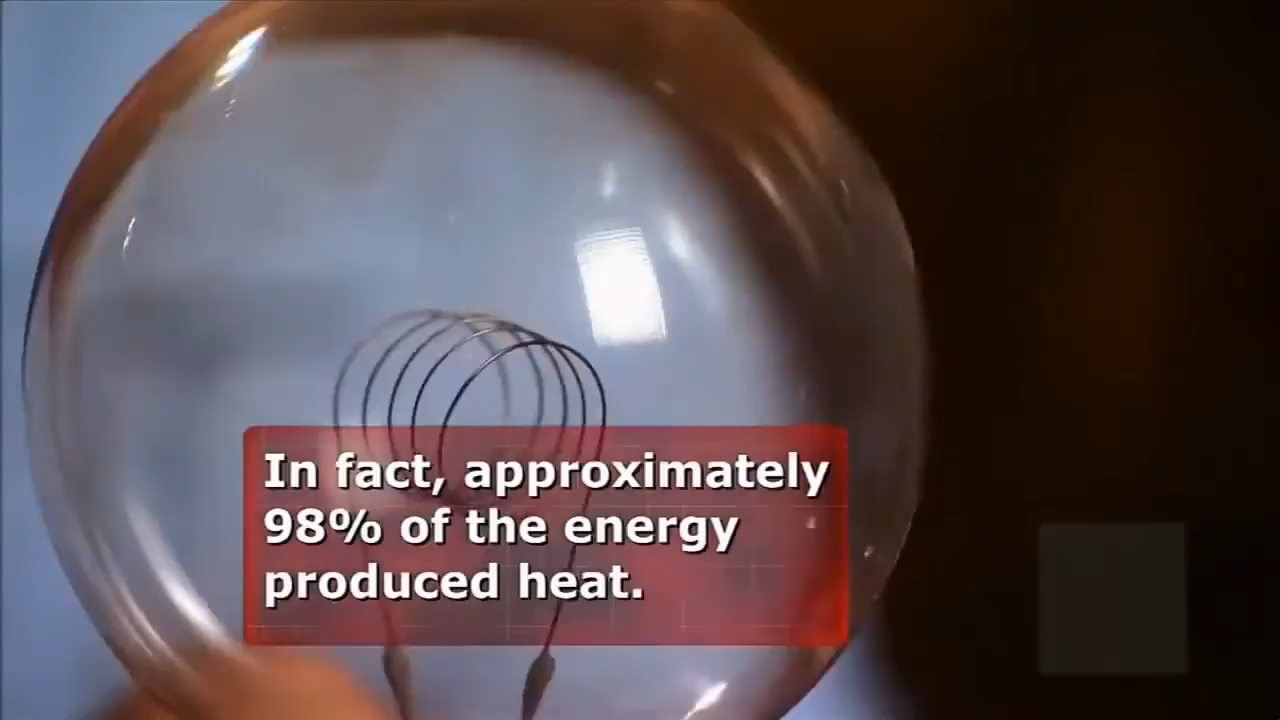 In fact, approximately
98% of the energy
produced heat.